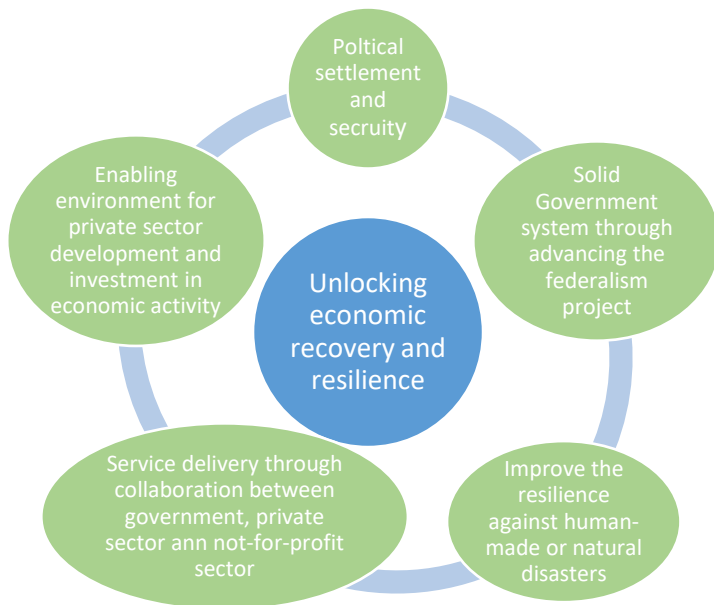 Poltical
settlement
and
secruity
Solid
Government
system through
advancing the
federalism
project
Improve the
resilience
against human-
made or natural
disasters
Service delivery through
collaboration between
government, private
sector ann not-for-profit
sector
Enabling
environment for
private sector
development and
investment in
economic activity
Unlocking
economic
recovery and
resilience